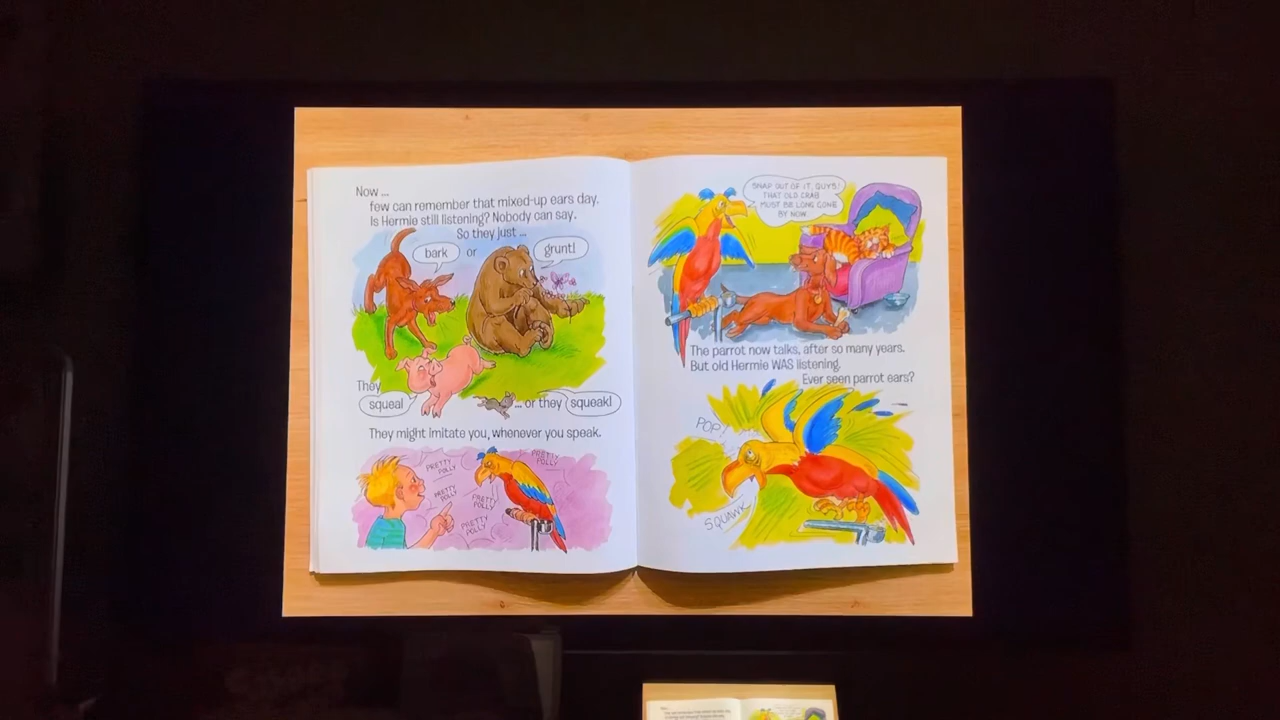 Now ...
few can remember that mixed-up ears day.
Is Hermie still listening? Nobody can say.
So they just ...
bark or grunt!
They
squeal ... or they squeak!
They might imitate you, whenever you speak.
PRETTY
POLLY
PRETTY
POLLY
PRETTY
POLLY
PRETTY
POLLY
PRETTY
POLLY
SNAP OUT OF IT, GUYS!
THAT OLD CRAB
MUST BE LONG GONE
BY NOW
The parrot now talks, after so many years.
But old Hermie WAS listening.
Ever seen parrot ears?
POP!
SQUAWK